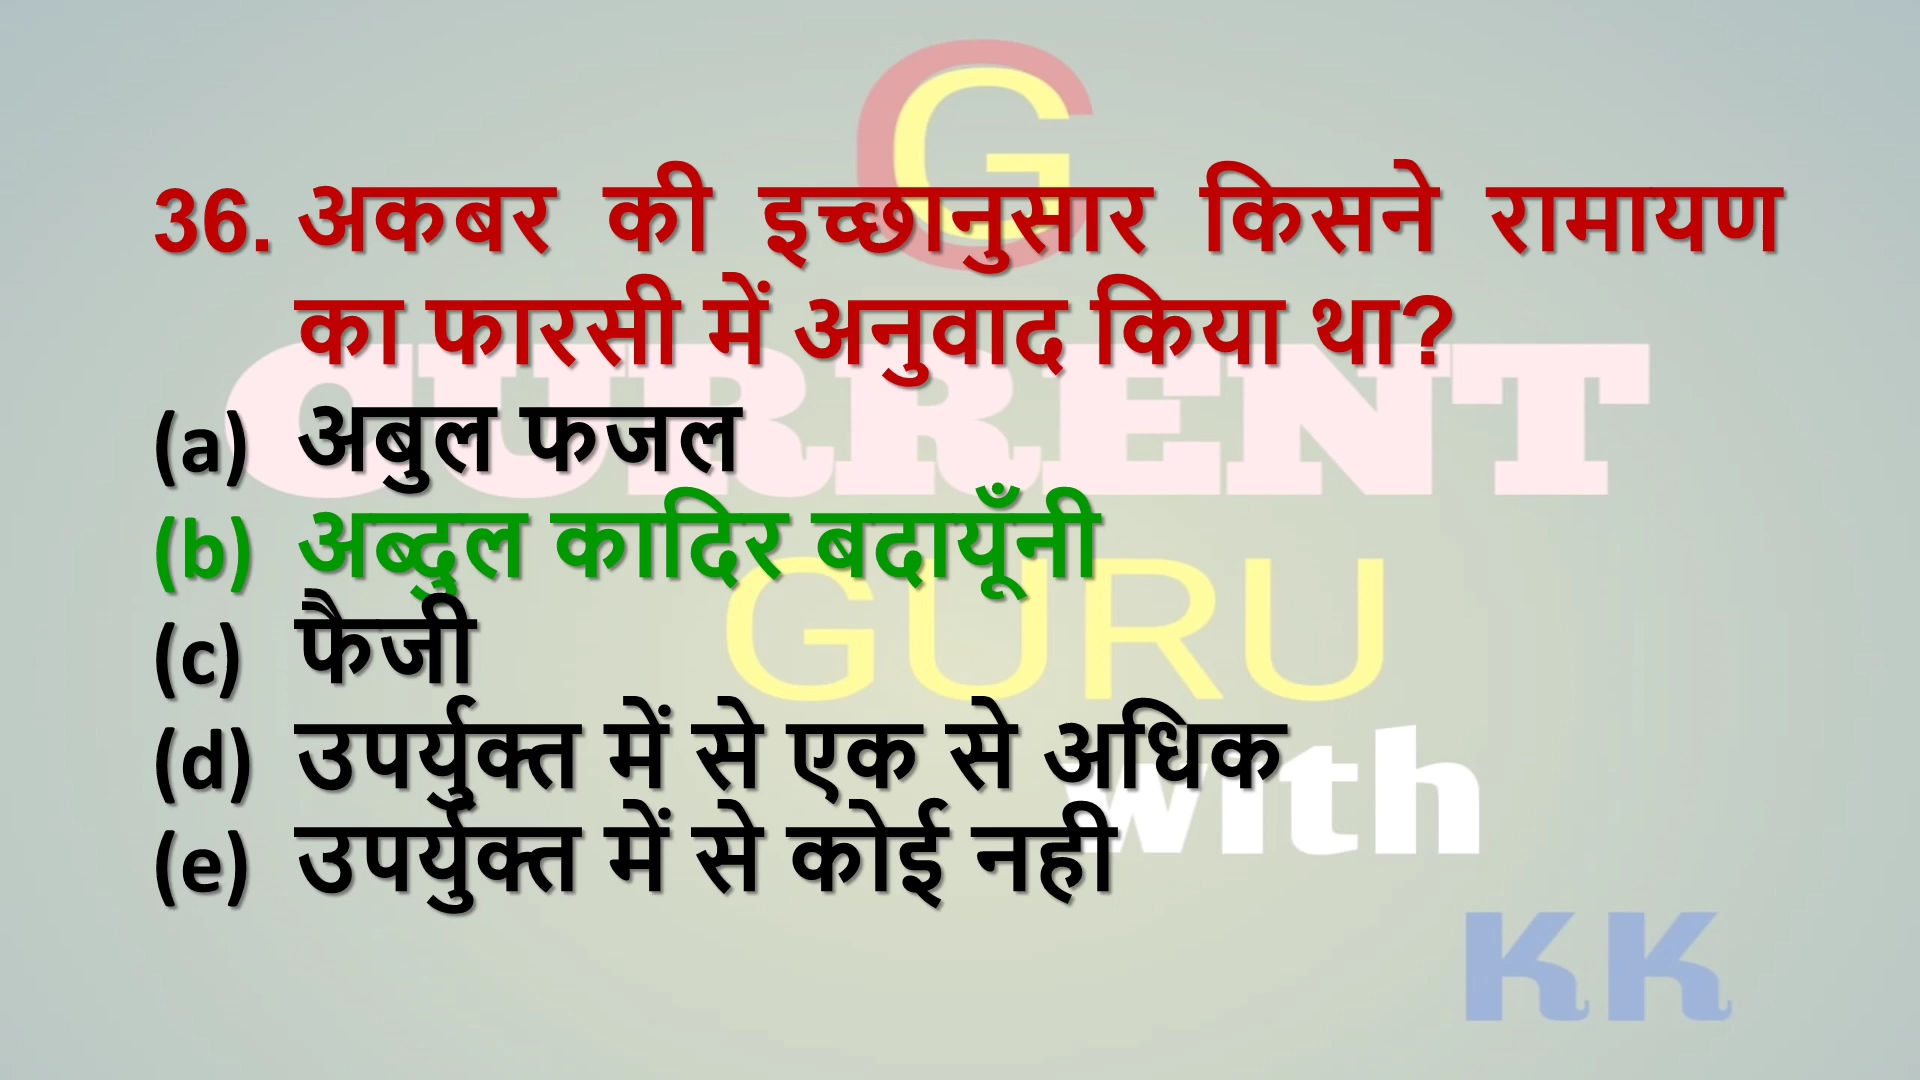 G
36. अकबर की इच्छानुसार किसने रामायण
का फारसी में अनुवाद किया था?
CURRENT
(a) अबुल फजल
(b) अब्दुल कादिर बदायूँनी
GURU
(c) फैजी
(d) उपर्युक्त में से एक से अधिक
with
(e) उपर्युक्त में से कोई नही
KK